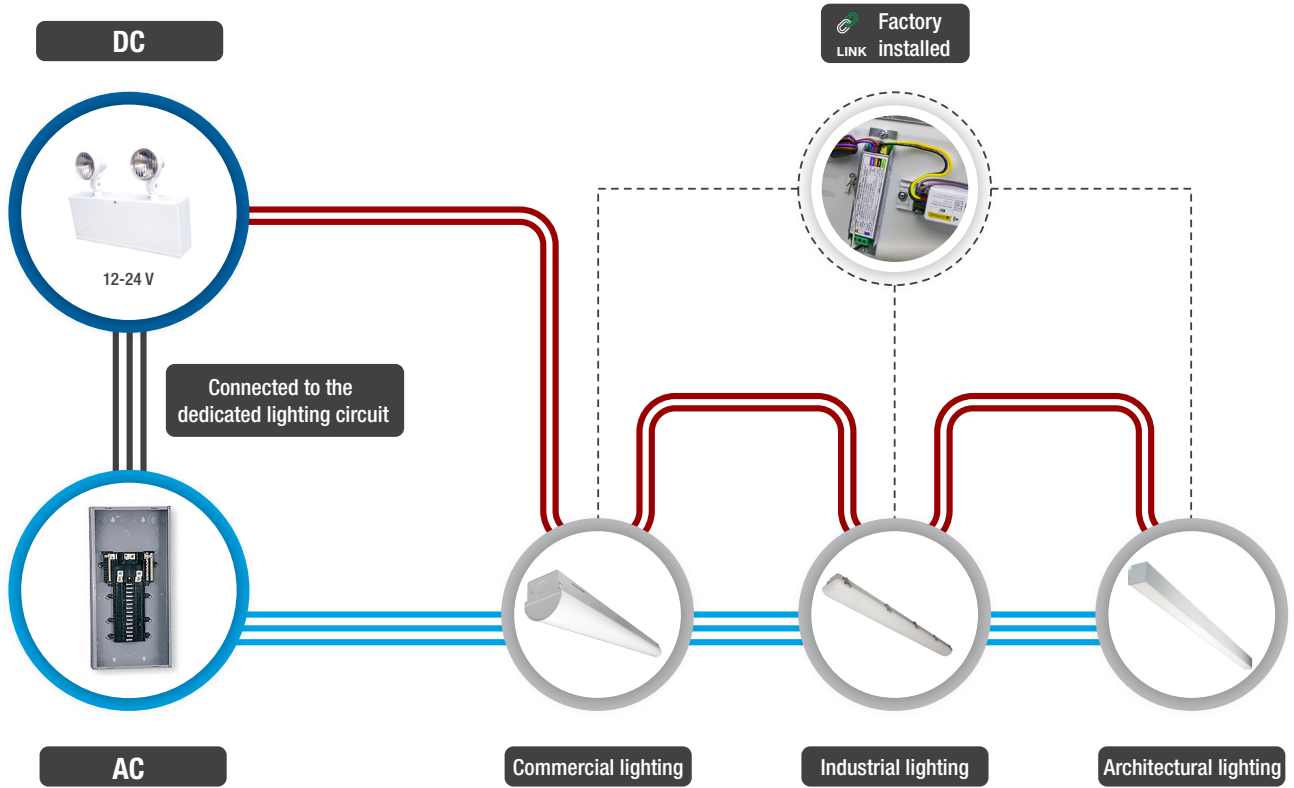 DC
Factory
LINK installed
12-24 V
Connected to the
dedicated lighting circuit
AC
Commercial lighting
Industrial lighting
Architectural lighting